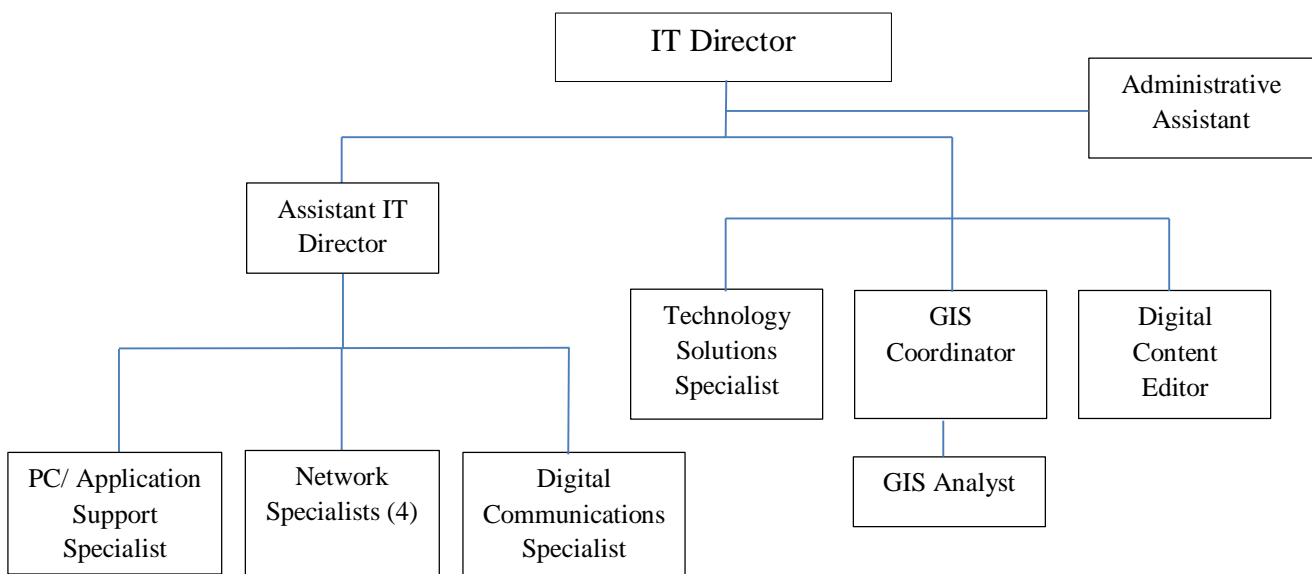 IT Director
Administrative
Assistant
Assistant IT
Director
Technology
Solutions
Specialist
GIS
Coordinator
Digital
Content
Editor
PC/ Application
Support
Specialist
Network
Specialists (4)
Digital
Communications
Specialist
GIS Analyst